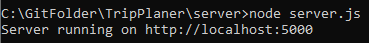 C:\GitFolder\TripPlaner\server>node server.js
Server running on http://localhost:5000